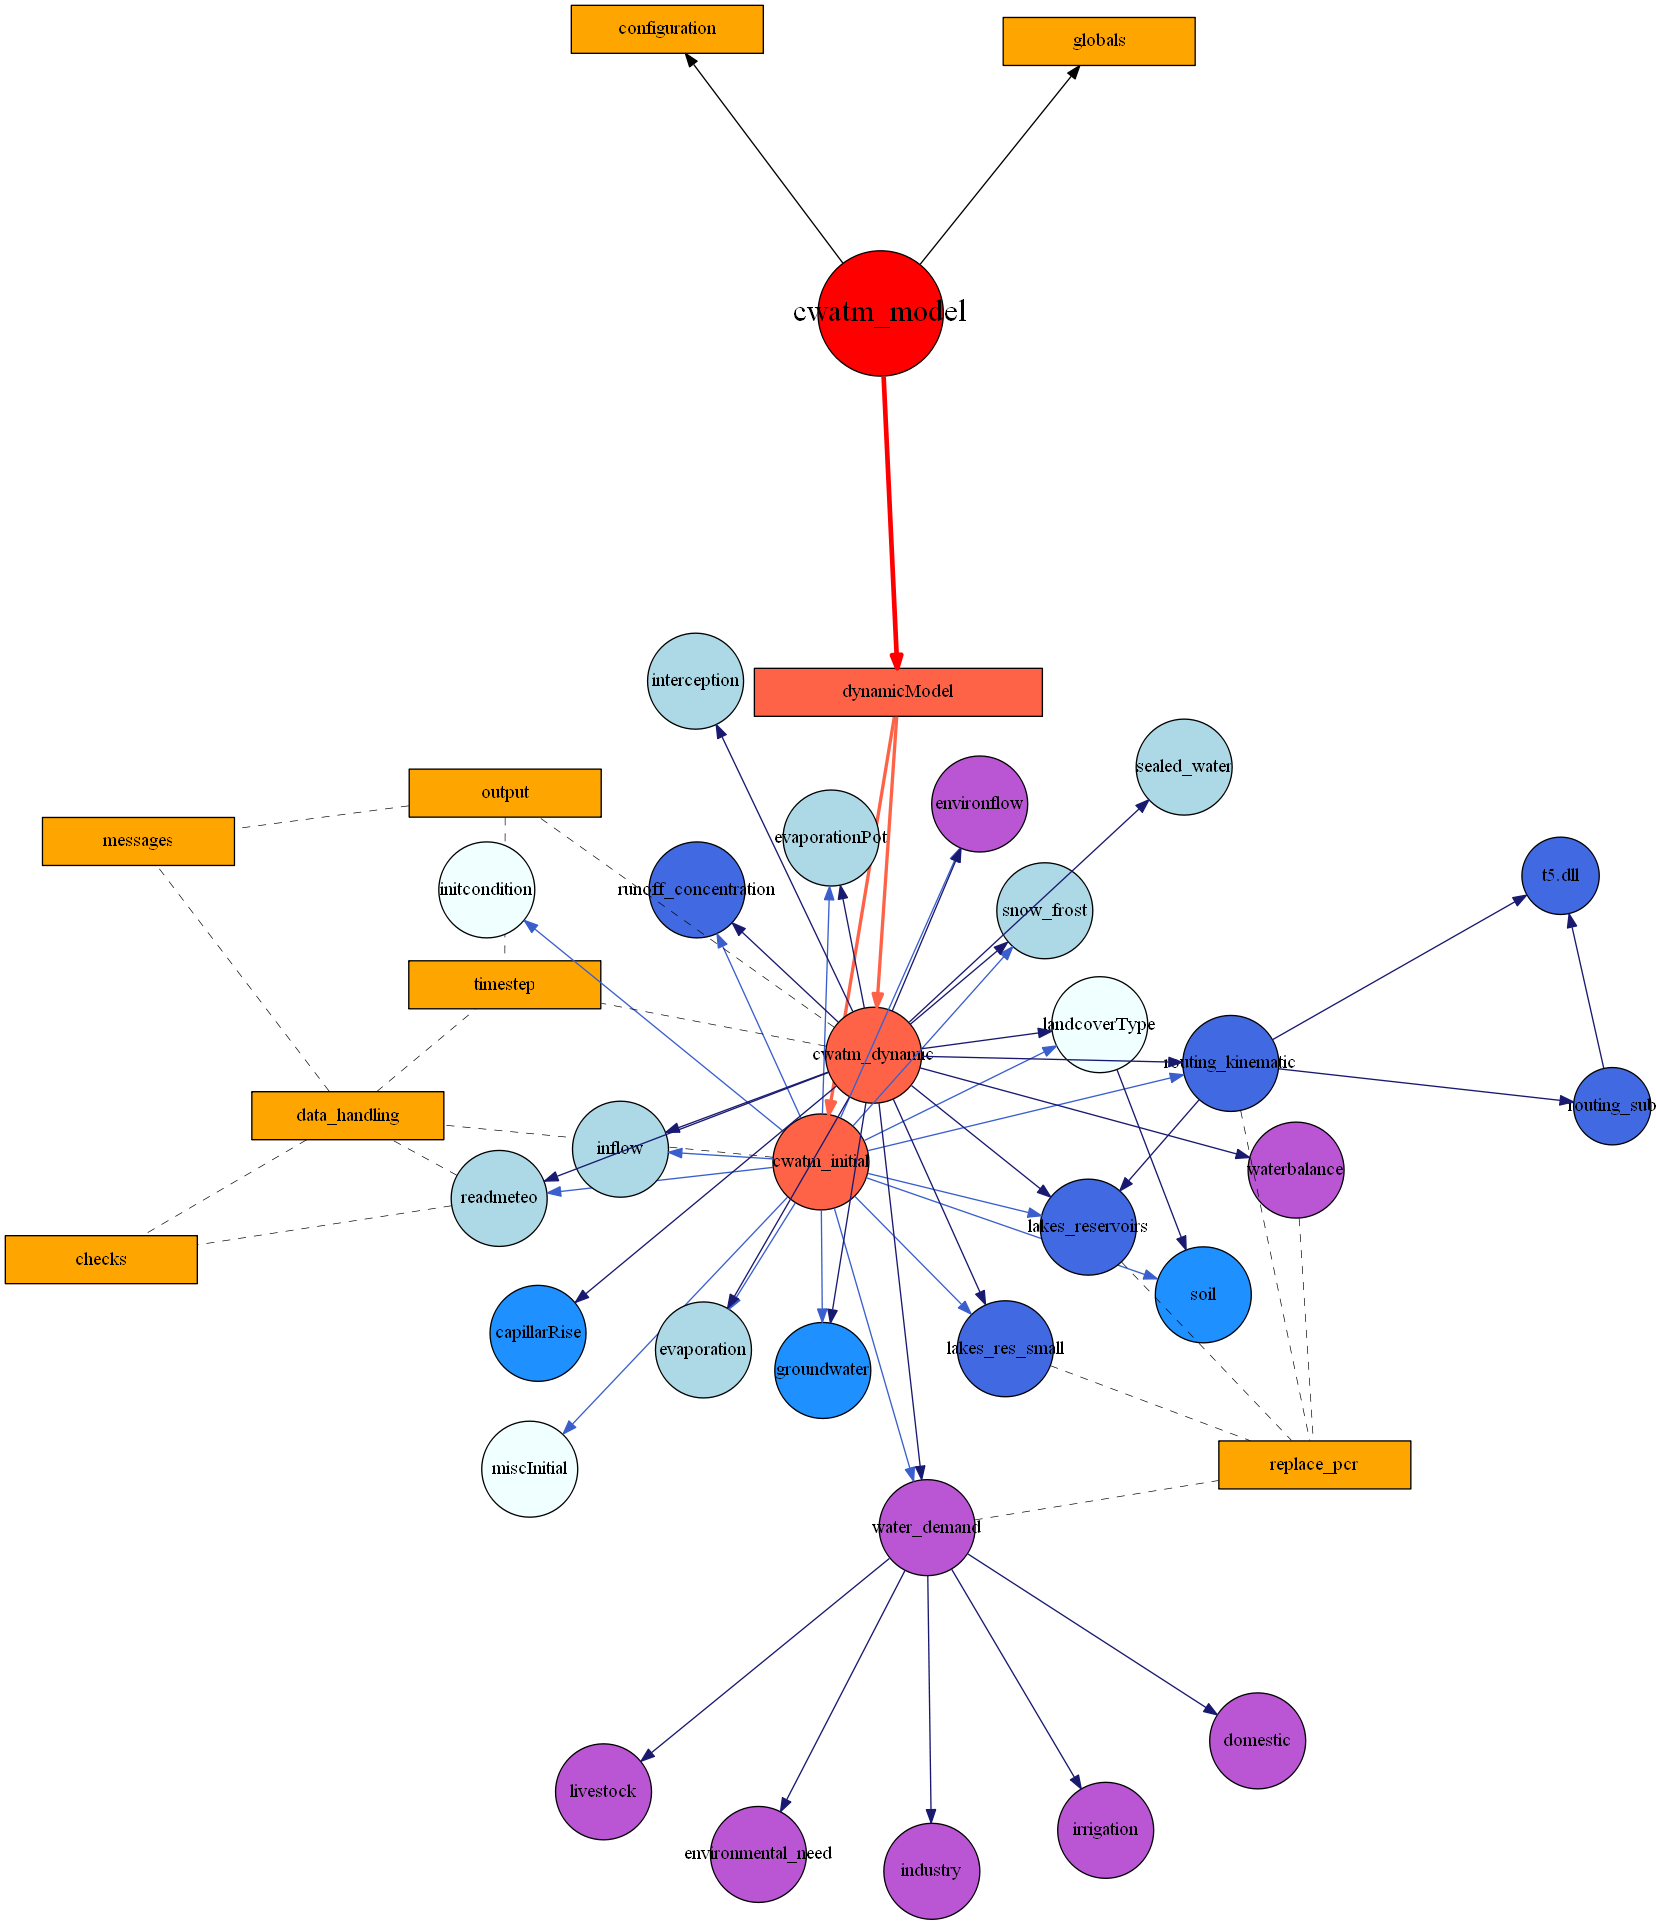 configuration
globals
cwatm_model
interception
dynamicModel
sealed_water
output
environflow
messages
evaporationPot
t5.dll
initcondition
runoff_concentration
snow_frost
timestep
landcoverType
cwatm_dynamic
routing_kinematic
routing_sub
data_handling
inflow
cwatm_initial
waterbalance
readmeteo
lakes_reservoirs
checks
soil
capillarRise
evaporation
lakes_res_small
groundwater
miscInitial
replace_pcr
water_demand
domestic
livestock
irrigation
environmental_need
industry